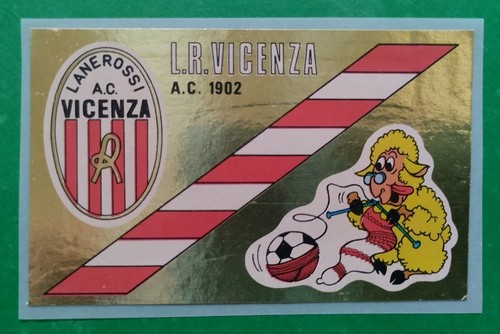 LANEROSSI
A.C.
VICENZA
L.R.VICENZA
A.C. 1902